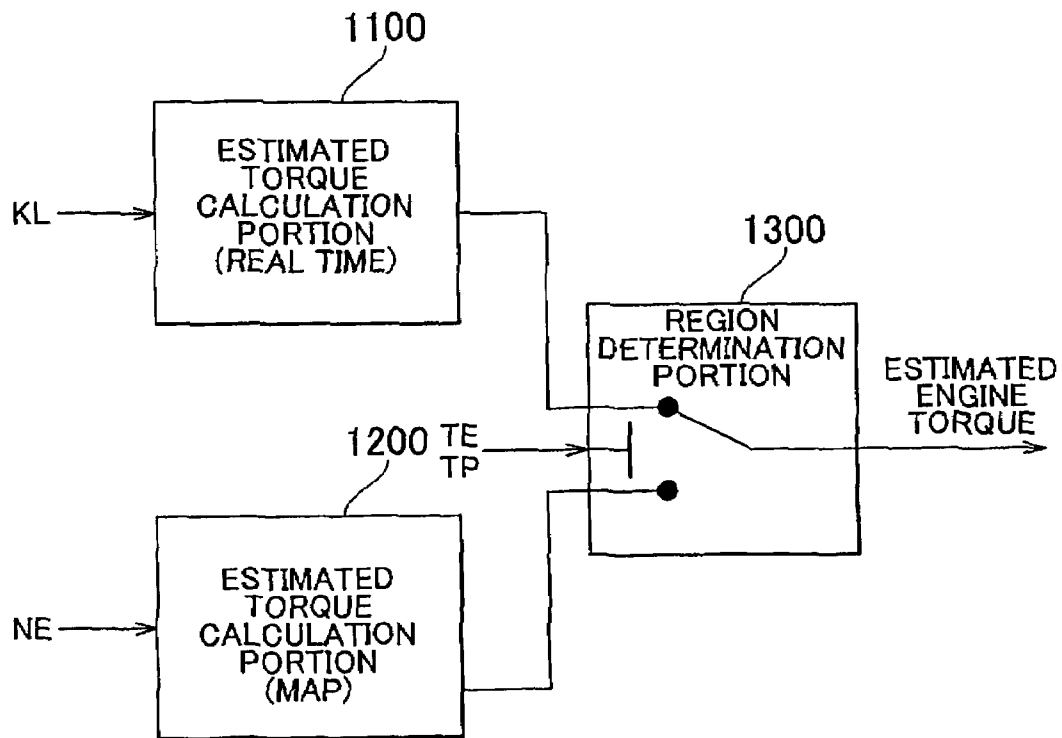 1100
ESTIMATED
TORQUE
CALCULATION
PORTION
(REAL TIME)
KL
1300
REGION
DETERMINATION
PORTION
ESTIMATED
ENGINE
TORQUE
1200
TE
TP
ESTIMATED
TORQUE
CALCULATION
PORTION
(MAP)
NE